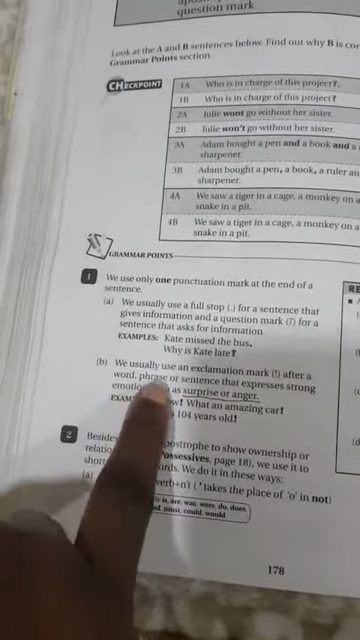 question mark
Look at the A and B sentences below. Find out why B is cor
Grammar Points section
CHECKPOINT
1A Who is in charge of this project?.
1B Who is in charge of this project?
2A Julie wont go without her sister.
2B Julie won't go without her sister.
3A Adam bought a pen and a book and a
sharpener.
3B Adam bought a pen, a book, a ruler an
sharpener.
4A We saw a tiger in a cage, a monkey on a
snake in a pit.
4B We saw a tiger in a cage, a monkey on a
snake in a pit.
GRAMMAR POINTS
1 We use only one punctuation mark at the end of a
sentence.
(a) We usually use a full stop (.) for a sentence that
gives information and a question mark (?) for a
sentence that asks for information.
EXAMPLES: Kate missed the bus.
Why is Kate late?
(b) We usually use an exclamation mark (!) after a
word, phrase or sentence that expresses strong
emotio as surprise or anger.
EXAM ow! What an amazing car!
104 years old!
2 Beside postrophe to show ownership or
relatio Possessives, page 18), we use it to
short ords. We do it in these ways:
(a) verb+n't ( ' takes the place of 'o' in not)
is, are, was, were, do, does,
d, must, could, would
RE
178